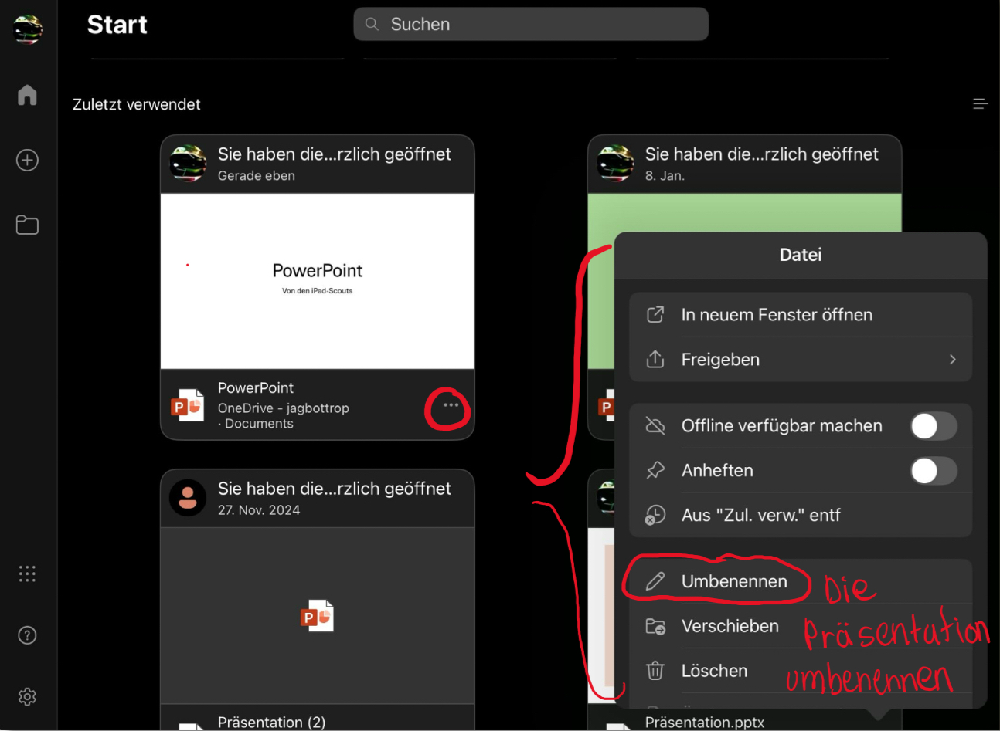 Start
Suchen
Zuletzt verwendet
Sie haben die...rzlich geöffnet
Gerade eben
PowerPoint
Von den iPad-Scouts
PowerPoint
OneDrive - jagbottrop
· Documents
Sie haben die...rzlich geöffnet
8. Jan.
P
P
Datei
In neuem Fenster öffnen
Freigeben
Offline verfügbar machen
Anheften
Aus "Zul. verw." entf
Umbenennen
Verschieben
Löschen
Die
Präsentation
umbenennen
Sie haben die...rzlich geöffnet
27. Nov. 2024
P
Präsentation (2)
Präsentation.pptx